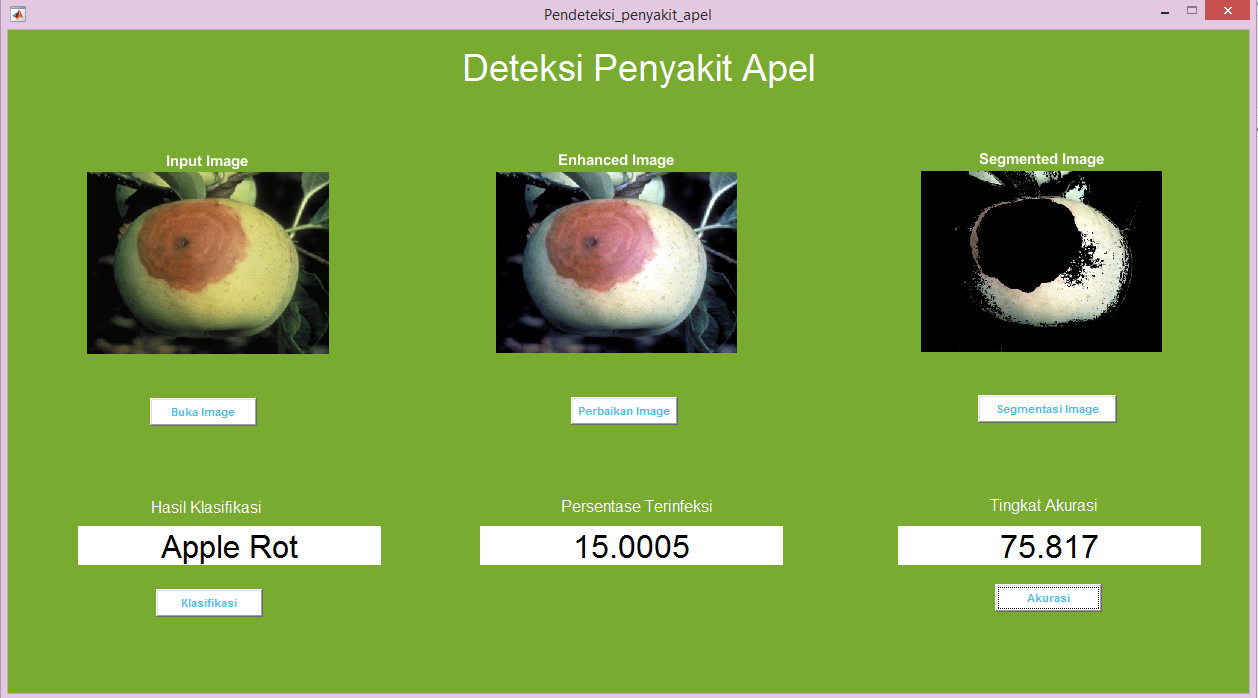 Pendeteksi_penyakit_apel
Deteksi Penyakit Apel
Input Image
Enhanced Image
Segmented Image
Buka Image
Perbaikan Image
Segmentasi Image
Hasil Klasifikasi
Persentase Terinfeksi
Tingkat Akurasi
Apple Rot
15.0005
75.817
Klasifikasi
Akurasi